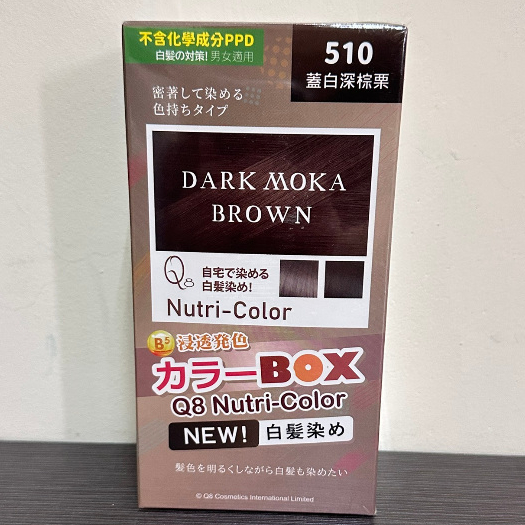 不含化學成分PPD
白髪の対策! 男女適用
510
蓋白深棕栗
密著して染める
色持ちタイプ
DARK MOKA
BROWN
Q8
自宅で染める
白髪染め!
Nutri-Color
B5 浸透発色
カラーBOX
Q8 Nutri-Color
NEW! 白髪染め
髪色を明るくしながら白髪も染めたい
© Q8 Cosmetics International Limited